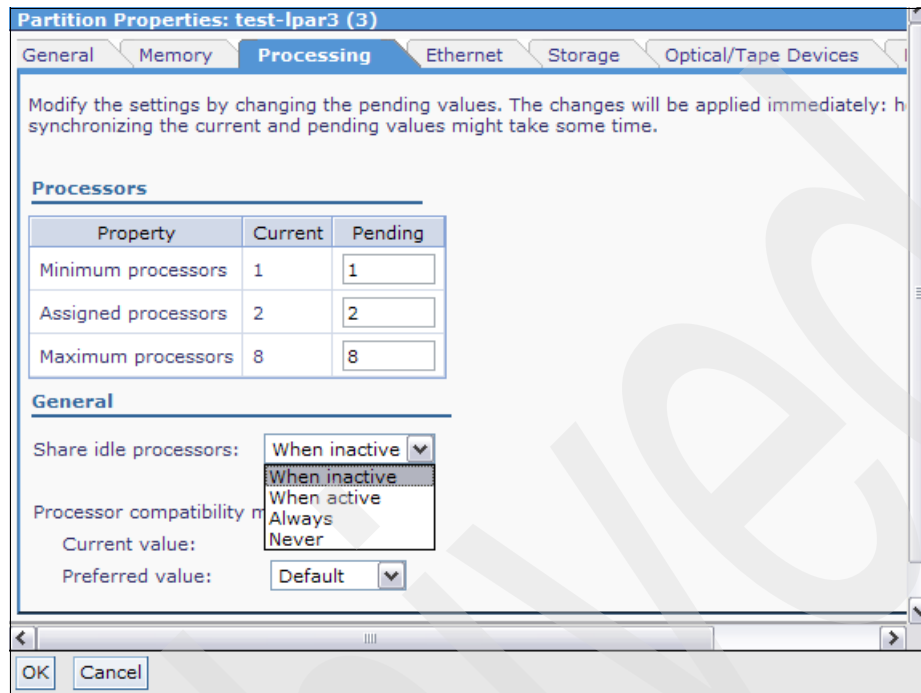 Partition Properties: test-lpar3 (3)
General Memory Processing Ethernet Storage Optical/Tape Devices
Modify the settings by changing the pending values. The changes will be applied immediately: h
synchronizing the current and pending values might take some time.
Processors
Property Current Pending
Minimum processors 1 1
Assigned processors 2 2
Maximum processors 8 8
General
Share idle processors: When inactive
When inactive
When active
Processor compatibility m Always
Current value: Never
Preferred value: Default
OK Cancel